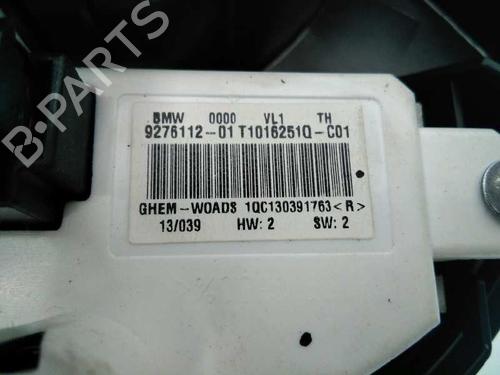 BMW 0000 VL1 TH
9276112-01 T1016251Q-C01
GHEM-WOADS 1QC130391763<R>
13/039 HW: 2 SW: 2
B-PARTS